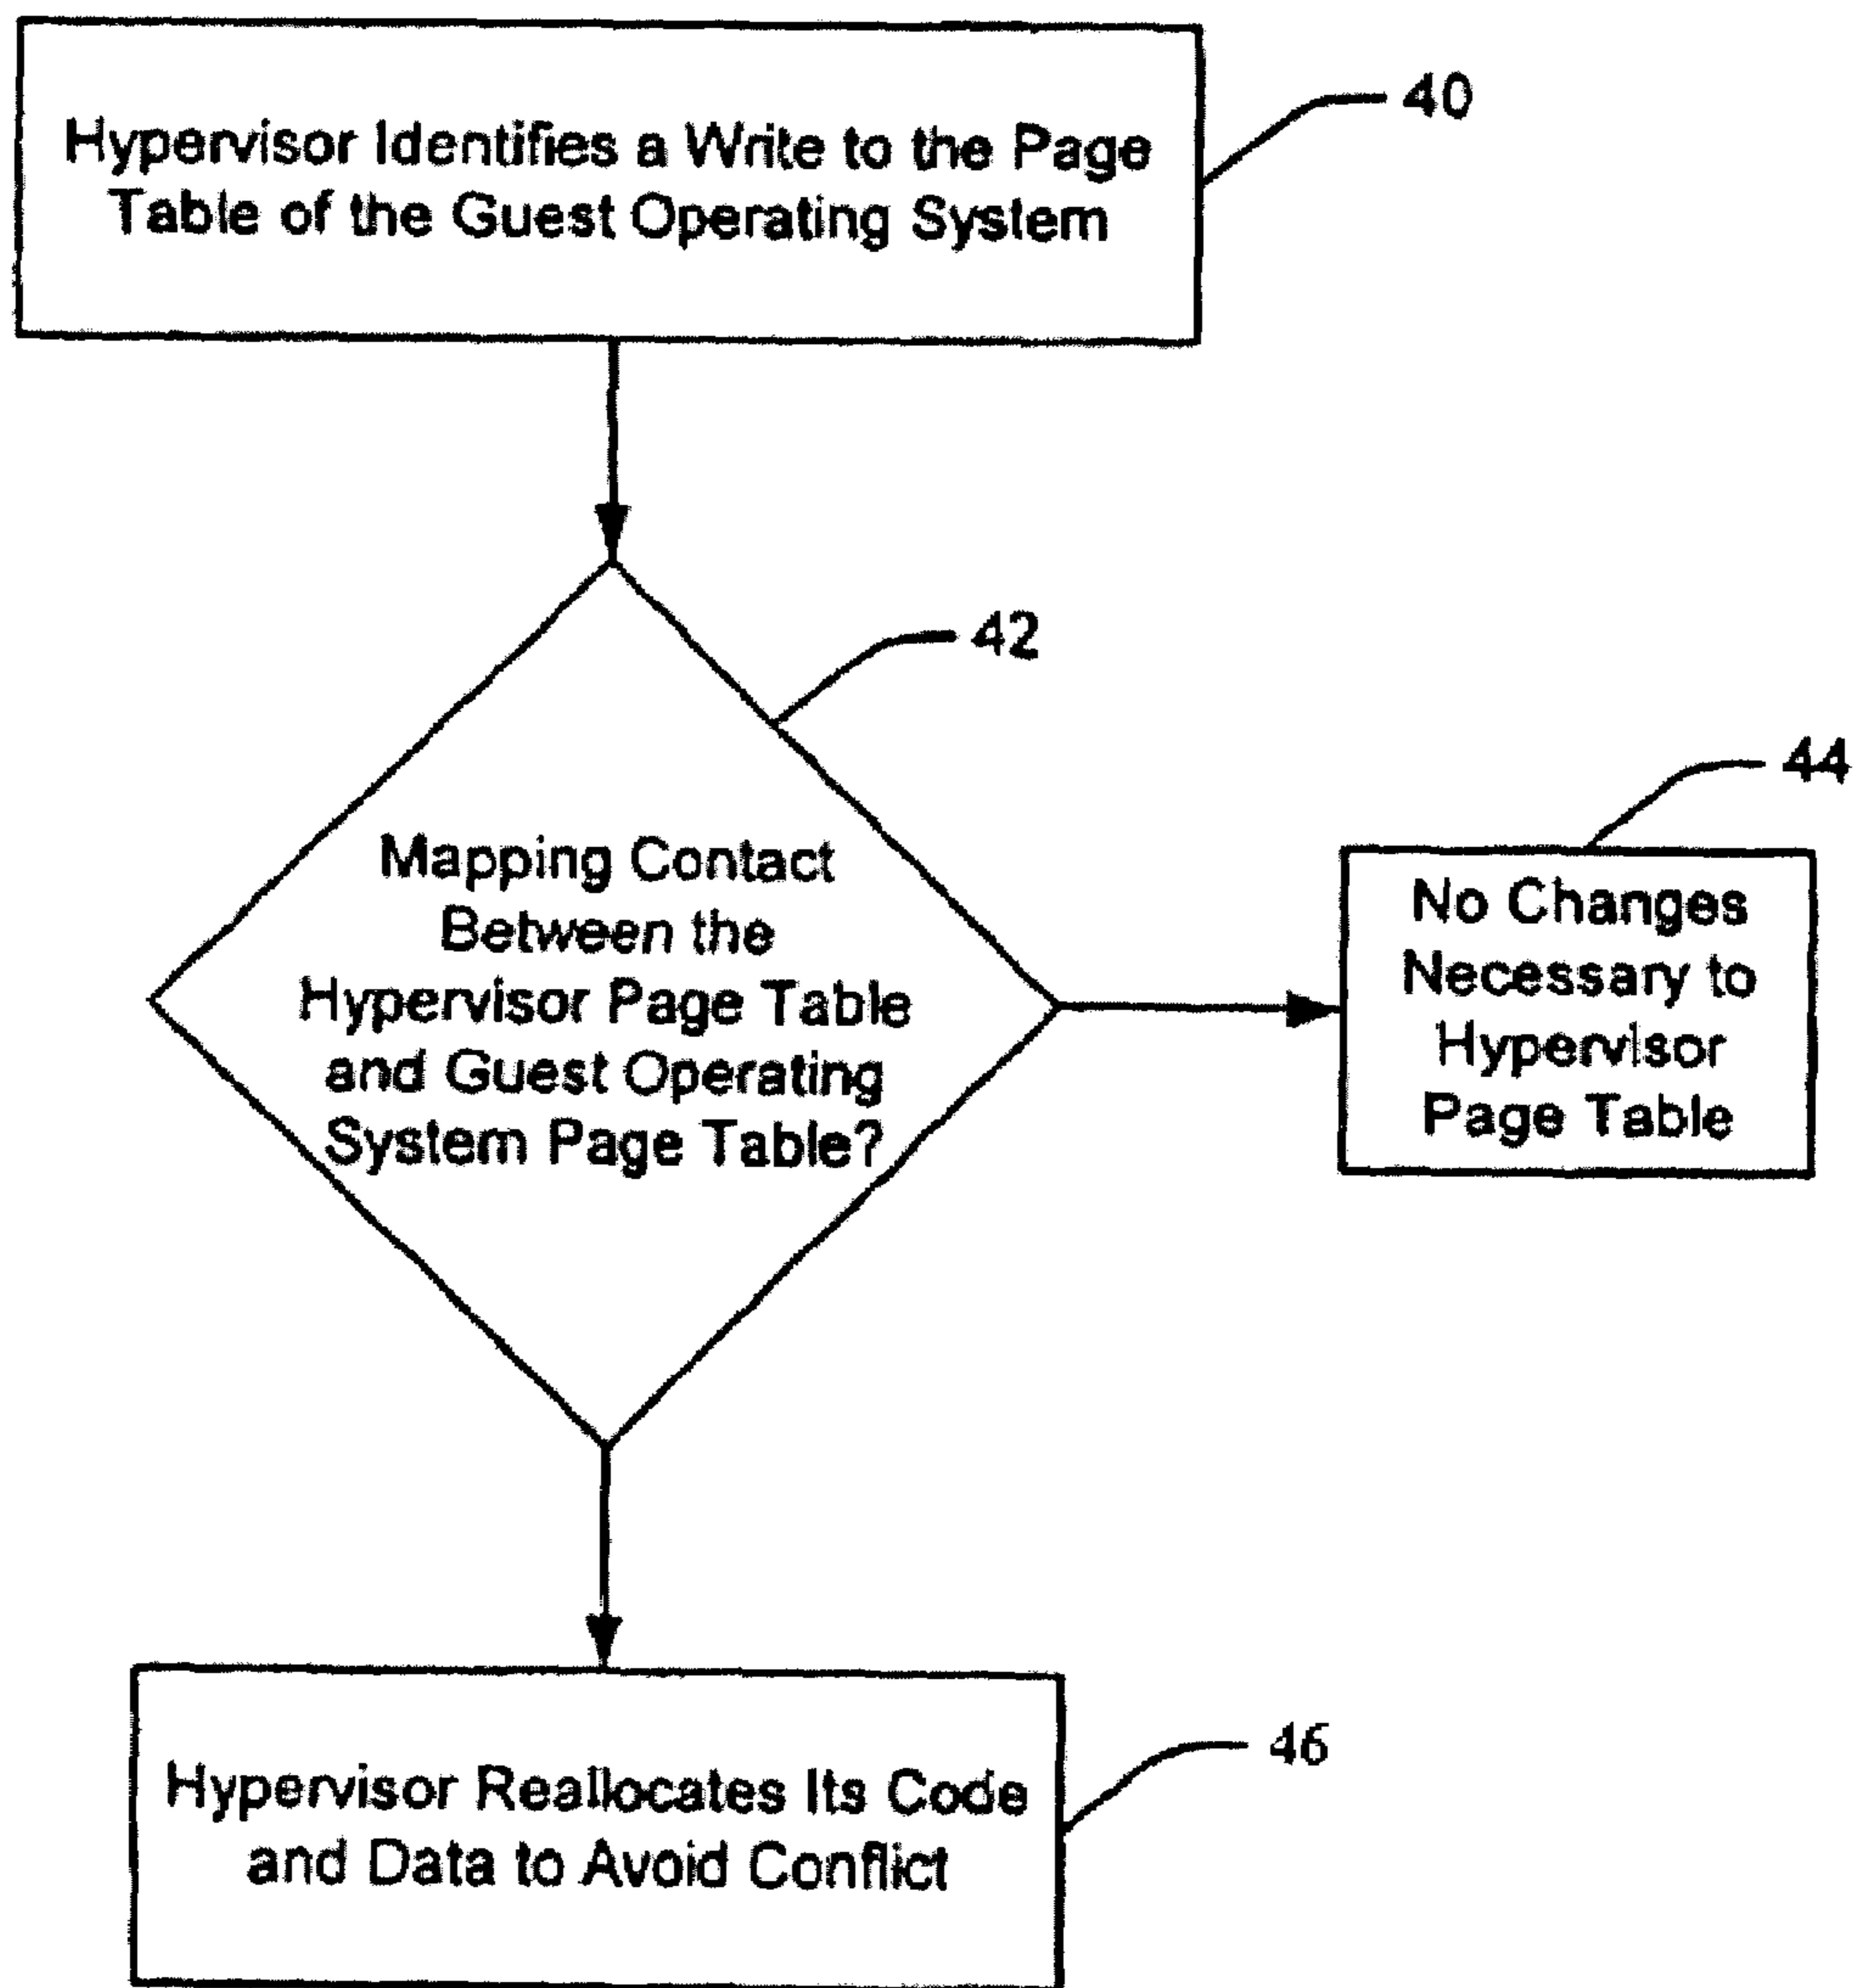 Hypervisor Identifies a Write to the Page
Table of the Guest Operating System
40
42
Mapping Contact
Between the
Hypervisor Page Table
and Guest Operating
System Page Table?
44
No Changes
Necessary to
Hypervisor
Page Table
Hypervisor Reallocates Its Code
and Data to Avoid Conflict
46